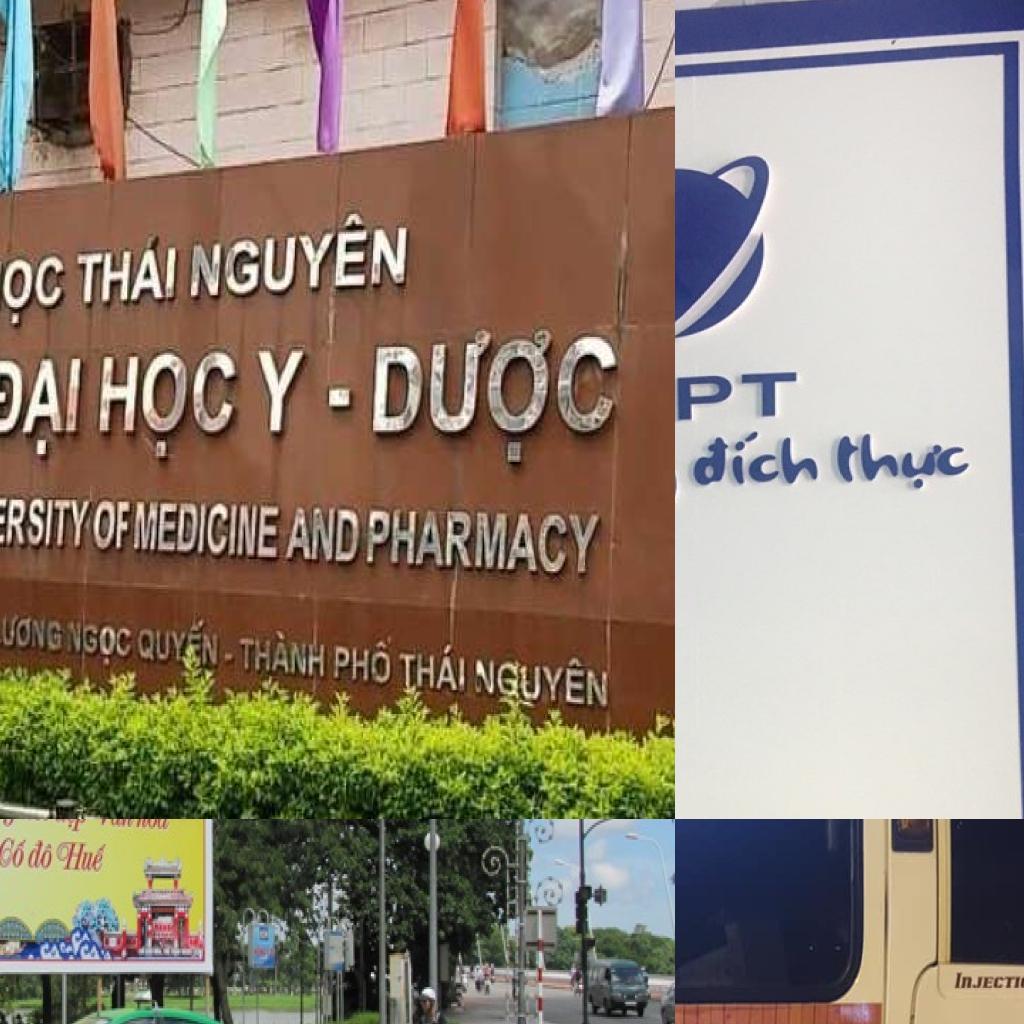 ỌC THÁI NGUYÊN
ĐẠI HỌC Y - DƯỢC
ERSITY OF MEDICINE AND PHARMACY
ƯƠNG NGỌC QUYẾN - THÀNH PHỐ THÁI NGUYÊN
PT
đích thực
Cố đô Huế
INJECTIO